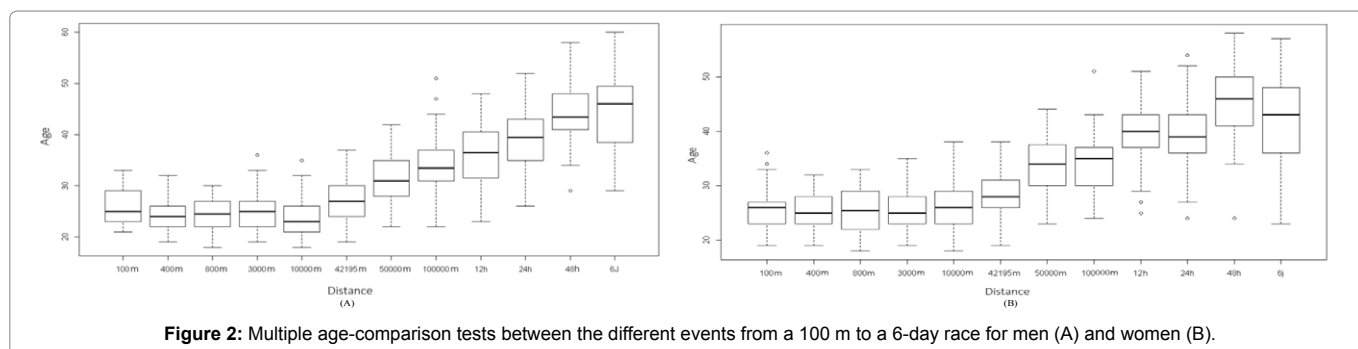 60
50
40
30
20
Age
100m 400m 800m 3000m 10000m 42195m 50000m 100000m 12h 24h 48h 6J
Distance
(A)
50
40
30
20
Age
100m 400m 800m 3000m 10000m 42195m 50000m 100000m 12h 24h 48h 6j
Distance
(B)
Figure 2: Multiple age-comparison tests between the different events from a 100 m to a 6-day race for men (A) and women (B).